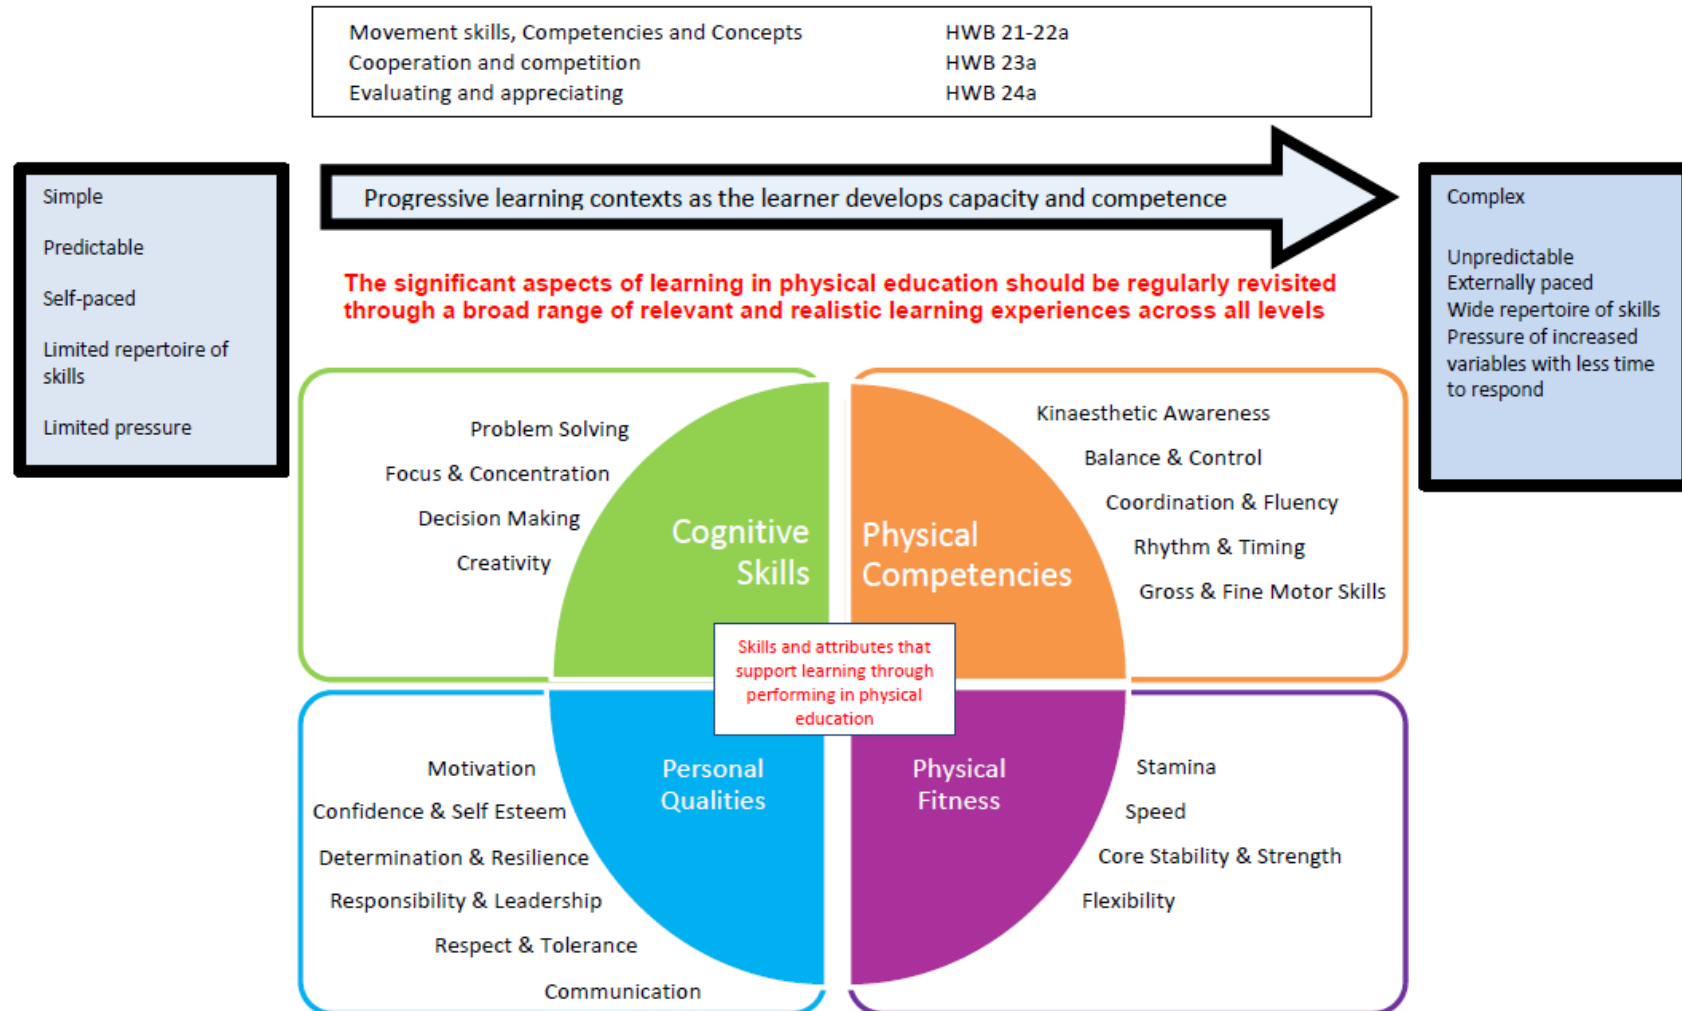 Movement skills, Competencies and Concepts HWB 21-22a
Cooperation and competition HWB 23a
Evaluating and appreciating HWB 24a
Simple
Predictable
Self-paced
Limited repertoire of
skills
Limited pressure
Progressive learning contexts as the learner develops capacity and competence
Complex
Unpredictable
Externally paced
Wide repertoire of skills
Pressure of increased
variables with less time
to respond
The significant aspects of learning in physical education should be regularly revisited
through a broad range of relevant and realistic learning experiences across all levels
Problem Solving
Focus & Concentration
Decision Making
Creativity
Cognitive
Skills
Physical
Competencies
Kinaesthetic Awareness
Balance & Control
Coordination & Fluency
Rhythm & Timing
Gross & Fine Motor Skills
Skills and attributes that
support learning through
performing in physical
education
Motivation
Confidence & Self Esteem
Determination & Resilience
Responsibility & Leadership
Respect & Tolerance
Communication
Personal
Qualities
Physical
Fitness
Stamina
Speed
Core Stability & Strength
Flexibility